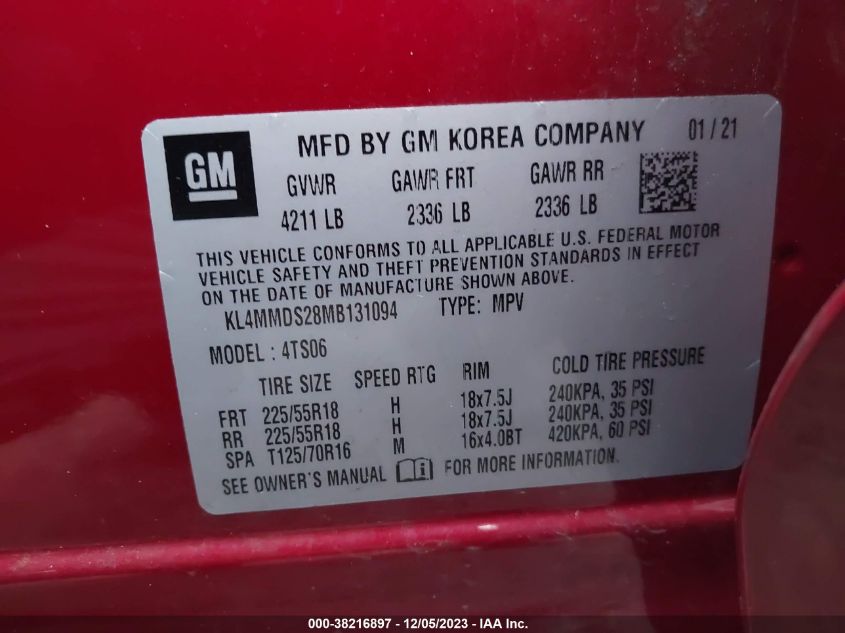 GM
MFD BY GM KOREA COMPANY 01 / 21
GVWR GAWR FRT GAWR RR
4211 LB 2336 LB 2336 LB
THIS VEHICLE CONFORMS TO ALL APPLICABLE U.S. FEDERAL MOTOR
VEHICLE SAFETY AND THEFT PREVENTION STANDARDS IN EFFECT
ON THE DATE OF MANUFACTURE SHOWN ABOVE.
KL4MMDS28MB131094 TYPE: MPV
MODEL : 4TS06
TIRE SIZE SPEED RTG RIM COLD TIRE PRESSURE
FRT 225/55R18 H 18x7.5J 240KPA, 35 PSI
RR 225/55R18 H 18x7.5J 240KPA, 35 PSI
SPA T125/70R16 M 16x4.0BT 420KPA, 60 PSI
SEE OWNER'S MANUAL FOR MORE INFORMATION.
000-38216897 - 12/05/2023 - IAA Inc.